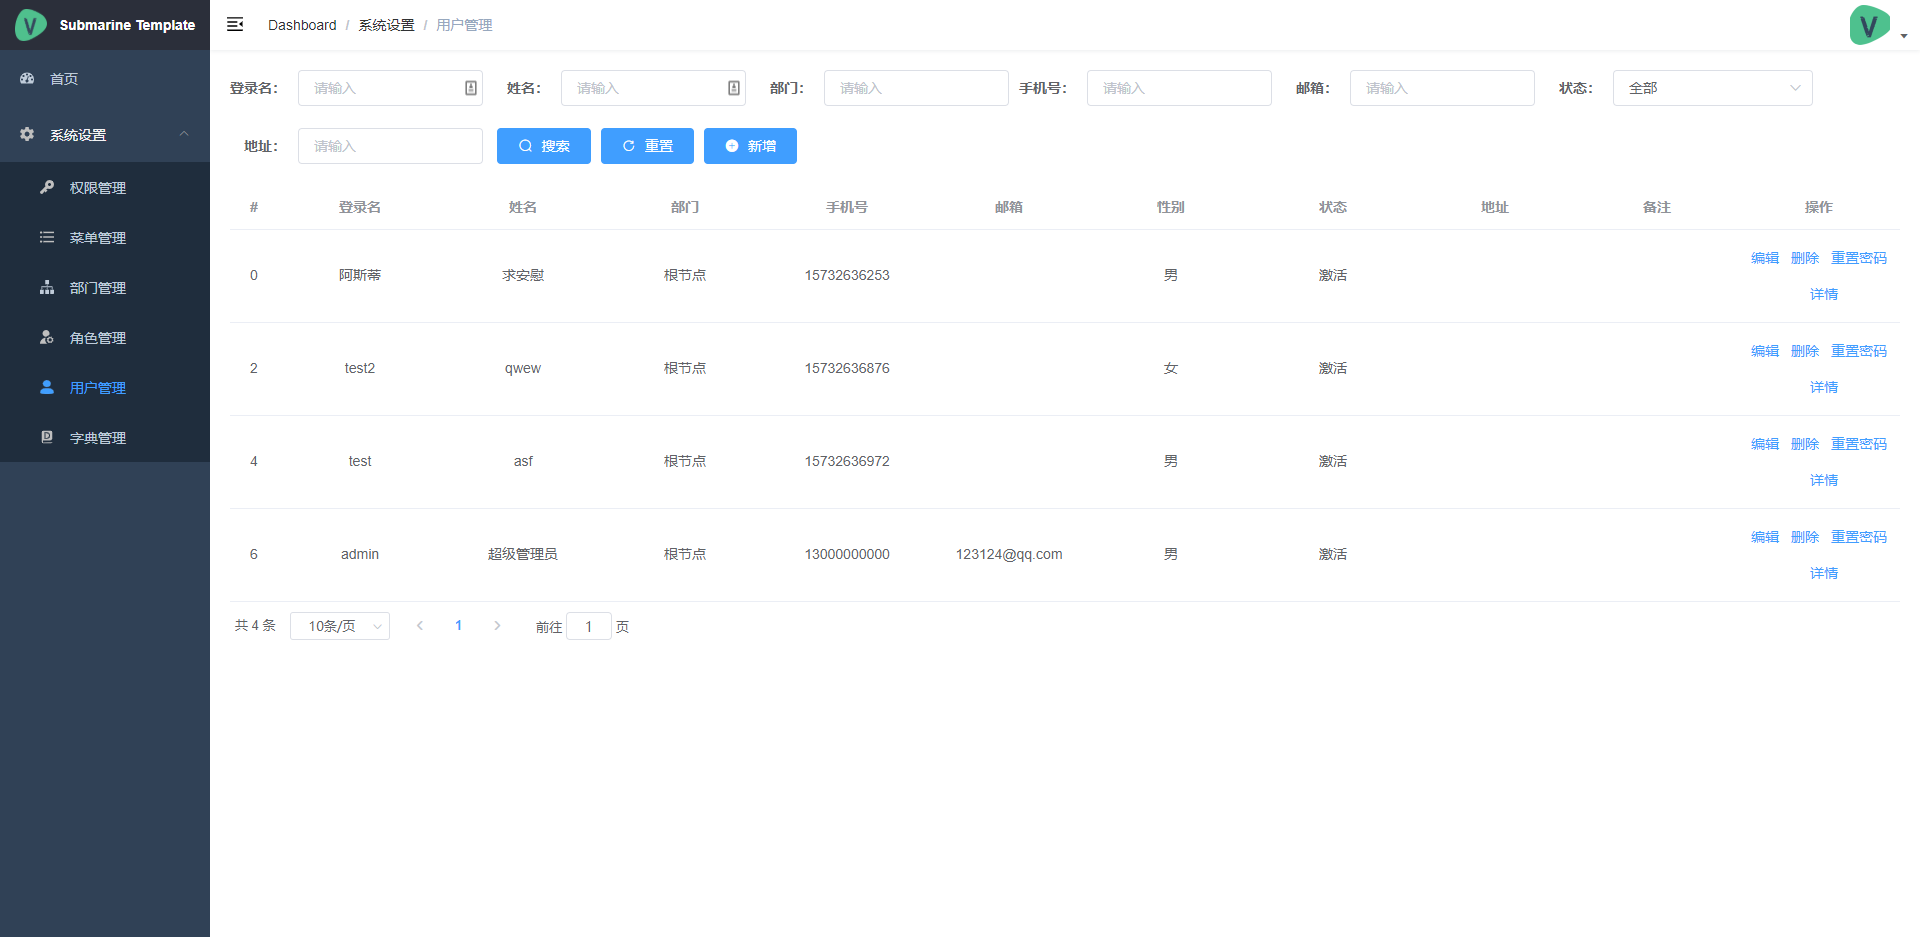 Submarine Template
Dashboard / 系统设置 / 用户管理
首页
系统设置
权限管理
菜单管理
部门管理
角色管理
用户管理
字典管理
登录名: 请输入 姓名: 请输入 部门: 请输入 手机号: 请输入 邮箱: 请输入 状态: 全部
地址: 请输入 搜索 重置 新增
# 登录名 姓名 部门 手机号 邮箱 性别 状态 地址 备注 操作
0 阿斯蒂 求安慰 根节点 15732636253 男 激活 编辑 删除 重置密码
详情
2 test2 qwew 根节点 15732636876 女 激活 编辑 删除 重置密码
详情
4 test asf 根节点 15732636972 男 激活 编辑 删除 重置密码
详情
6 admin 超级管理员 根节点 13000000000 123124@qq.com 男 激活 编辑 删除 重置密码
详情
共 4 条 10条/页 1 前往 1 页